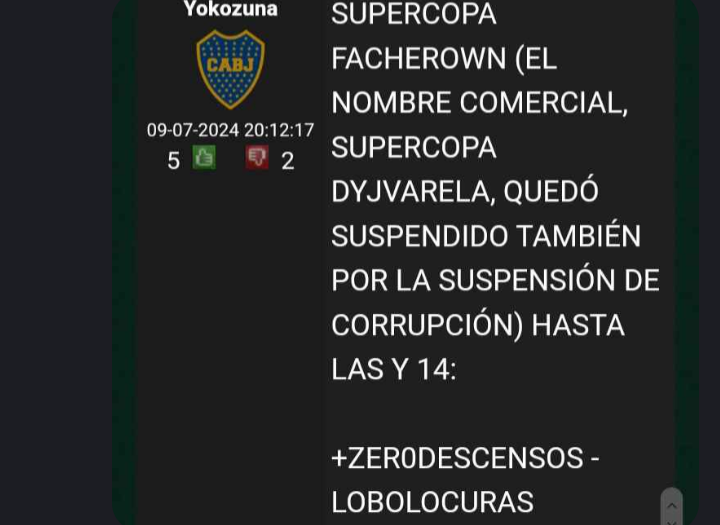 Yokozuna
CABJ
09-07-2024 20:12:17
5 2
SUPERCOPA
FACHEROWN (EL
NOMBRE COMERCIAL,
SUPERCOPA
DYJVARELA, QUEDÓ
SUSPENDIDO TAMBIÉN
POR LA SUSPENSIÓN DE
CORRUPCIÓN) HASTA
LAS Y 14:
+ZER0DESCENSOS -
LOBOLOCURAS